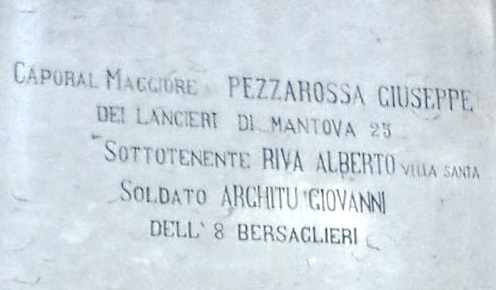 CAPORAL MAGGIORE PEZZAROSSA GIUSEPPE
DEI LANCIERI DI MANTOVA 25
SOTTOTENENTE RIVA ALBERTO VILLA SANTA
SOLDATO ARCHITU GIOVANNI
DELL' 8 BERSAGLIERI